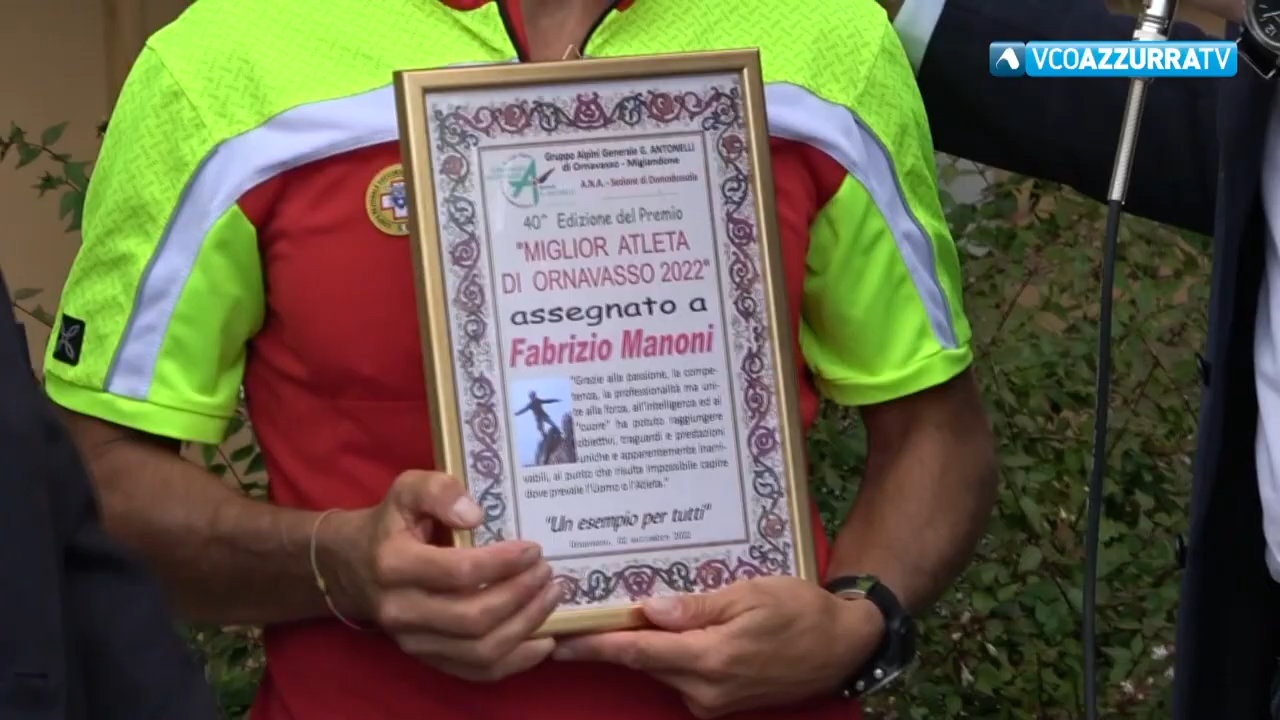 VCOAZZURRATV
Gruppo Alpini Generale G. ANTONELLI
di Ornavasso - Migiandone
A.N.A. - Sezione di Domodossola
40^ Edizione del Premio
"MIGLIOR ATLETA
DI ORNAVASSO 2022"
assegnato a
Fabrizio Manoni
"Grazie alla passione, la compe-
tenza, la professionalità ma uni-
te alla forza, all'intelligenza ed al
"cuore" ha potuto raggiungere
obiettivi, traguardi e prestazioni
uniche e apparentemente inarri-
vabili, al punto che risulta impossibile capire
dove prevale l'Uomo o l'Atleta."
"Un esempio per tutti"
2022